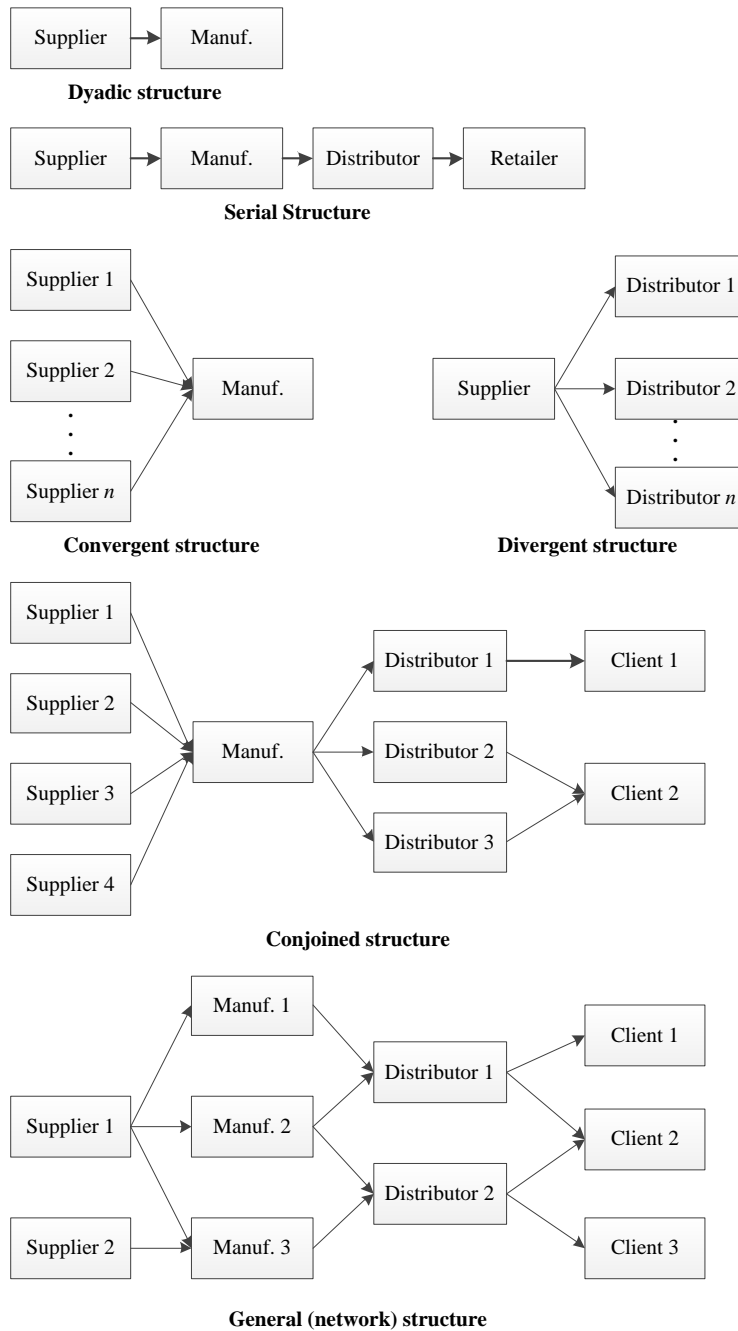 Supplier
Manuf.
Dyadic structure
Supplier
Manuf.
Distributor
Retailer
Serial Structure
Supplier 1
Supplier 2
Supplier n
Manuf.
Convergent structure
Supplier
Distributor 1
Distributor 2
Distributor n
Divergent structure
Supplier 1
Supplier 2
Supplier 3
Supplier 4
Manuf.
Distributor 1
Distributor 2
Distributor 3
Client 1
Client 2
Conjoined structure
Supplier 1
Supplier 2
Manuf. 1
Manuf. 2
Manuf. 3
Distributor 1
Distributor 2
Client 1
Client 2
Client 3
General (network) structure